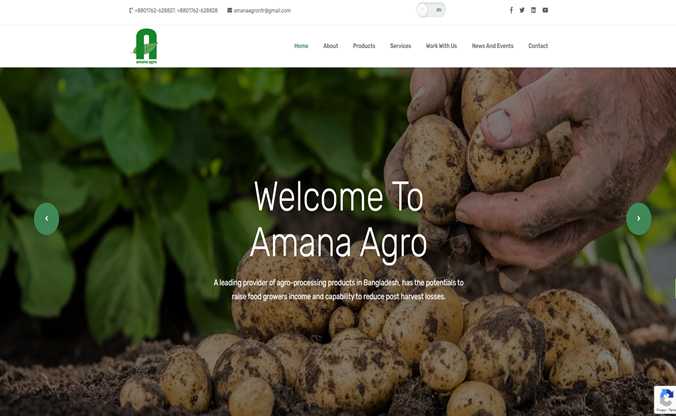 +8801762-628827, +8801762-628828 amanaagromtr@gmail.com EN
amana agro
Home About Products Services Work With Us News And Events Contact
Welcome To
Amana Agro
A leading provider of agro-processing products in Bangladesh, has the potentials to
raise food growers income and capability to reduce post harvest losses.
Privacy - Terms